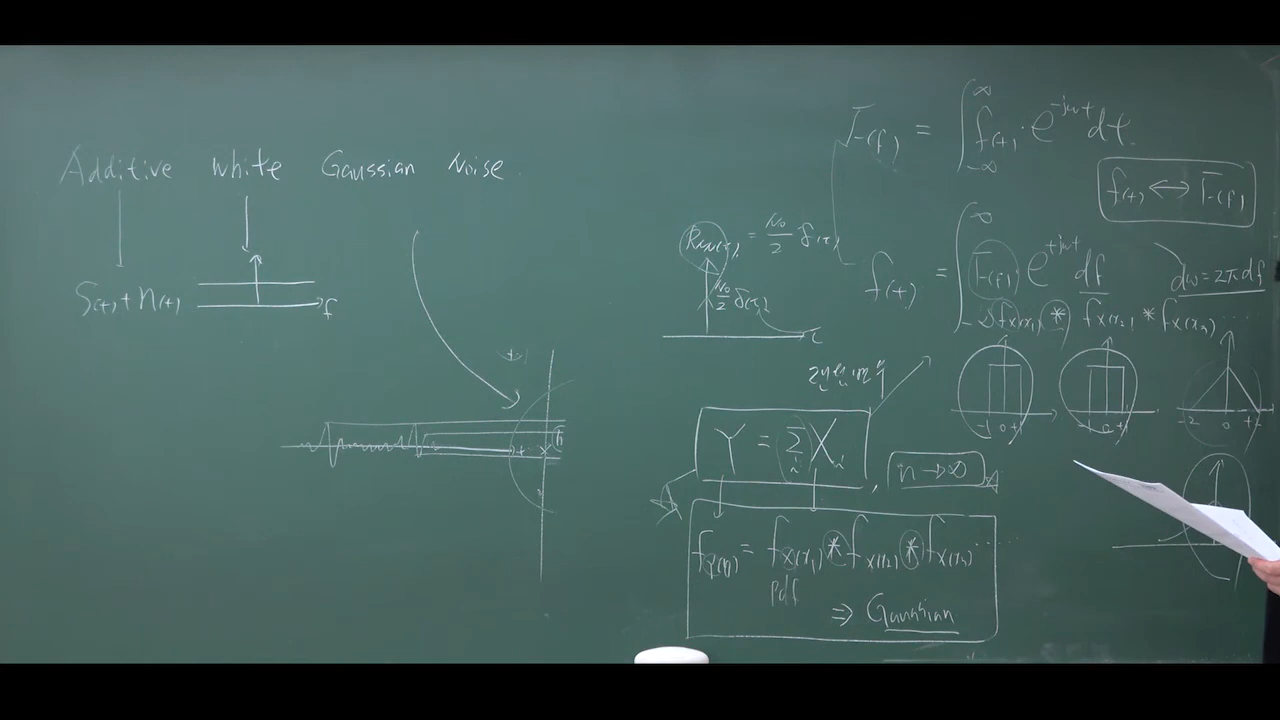 Additive white Gaussian Noise
S(t) + n(t)
f
F(f) = ∫_{-∞}^{∞} f(t) · e^{-jωt} dt
f(t) ↔ F(f)
= N0/2 δ(τ)
N0/2 δ(τ)
τ
f(t) = ∫_{-∞}^{∞} F(f) e^{+jωt} df
dω = 2π df
fX(x1) * fX(x2) * fX(x3) ...
-1 0 +1
-1 0 +1
-2 0 +2
Y = Σ Xi
n → ∞
fY(y) = fX(x1) * fX(x2) * fX(x3) ......
pdf
⇒ Gaussian